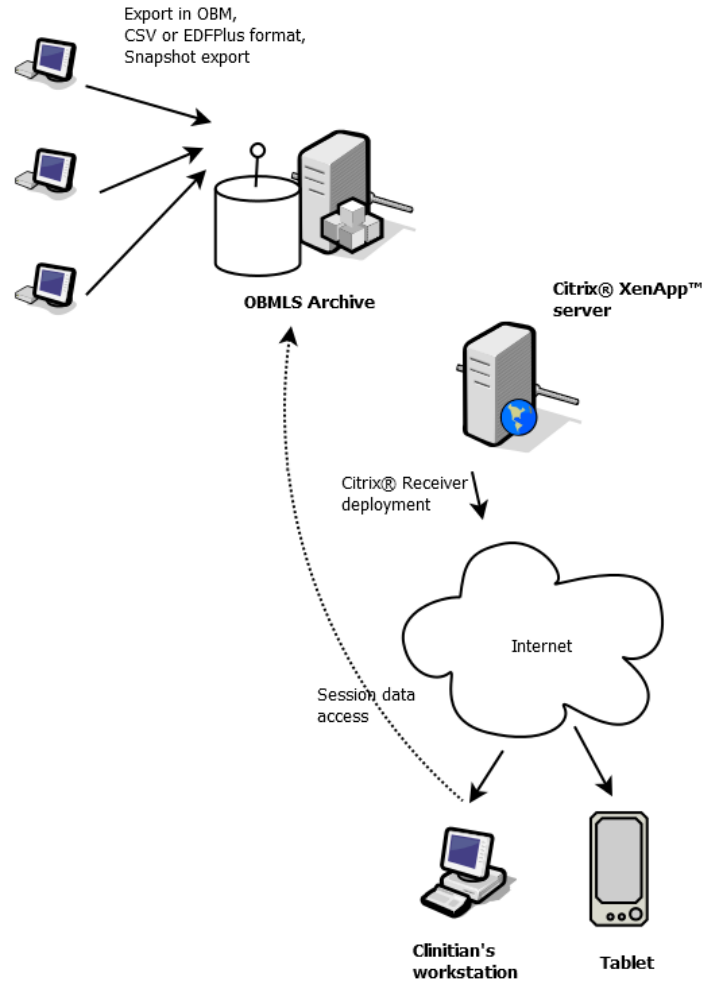 Export in OBM,
CSV or EDFPlus format,
Snapshot export
OBMLS Archive
Citrix® XenApp™
server
Citrix® Receiver
deployment
Internet
Session data
access
Clinitian's
workstation
Tablet